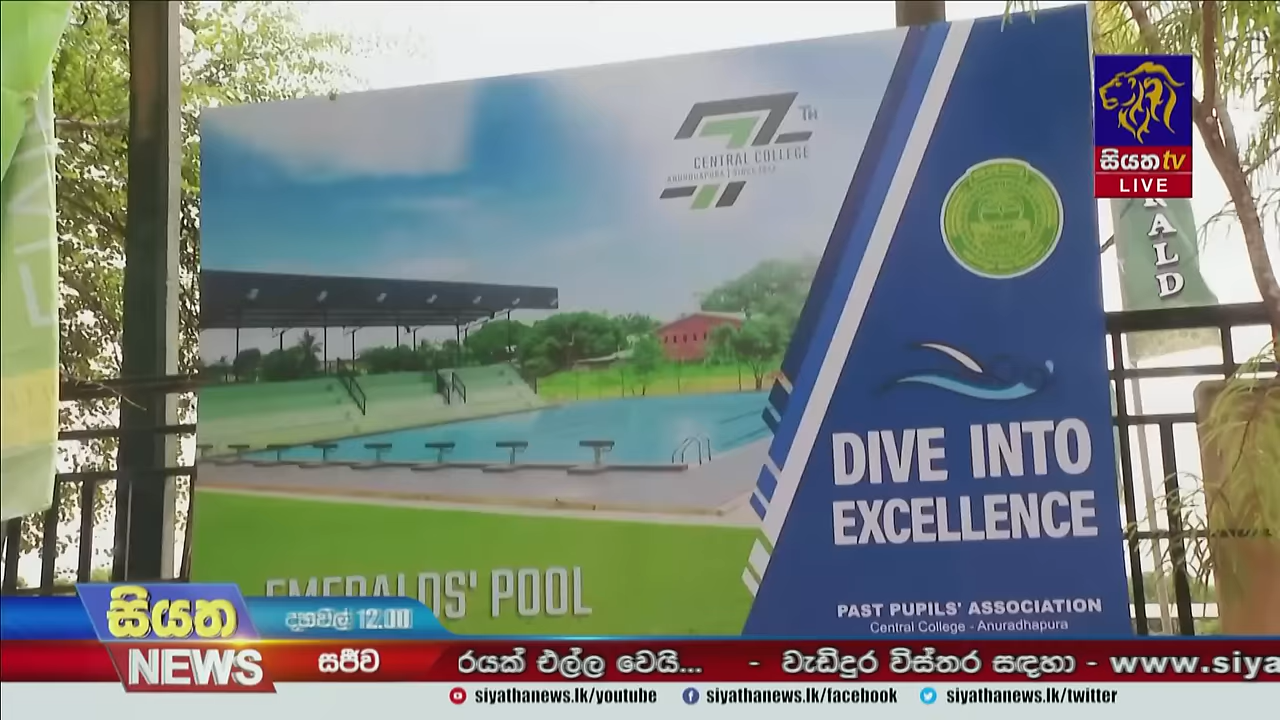 TH
CENTRAL COLLEGE
ANURADHAPURA | SINCE
සියත tv
LIVE
RALD
DIVE INTO
EXCELLENCE
EMERALDS' POOL
PAST PUPILS' ASSOCIATION
Central College - Anuradhapura
සියත
දහවල් 12.00
NEWS
සජීව
රයක් එල්ල වෙයි... - වැඩිදුර විස්තර සඳහා - www.siya
siyathanews.lk/youtube
siyathanews.lk/facebook
siyathanews.lk/twitter